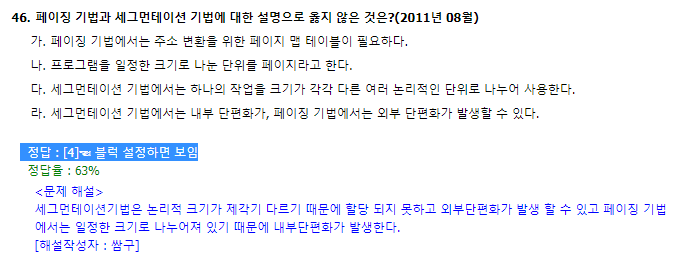 46. 페이징 기법과 세그먼테이션 기법에 대한 설명으로 옳지 않은 것은?(2011년 08월)
가. 페이징 기법에서는 주소 변환을 위한 페이지 맵 테이블이 필요하다.
나. 프로그램을 일정한 크기로 나눈 단위를 페이지라고 한다.
다. 세그먼테이션 기법에서는 하나의 작업을 크기가 각각 다른 여러 논리적인 단위로 나누어 사용한다.
라. 세그먼테이션 기법에서는 내부 단편화가, 페이징 기법에서는 외부 단편화가 발생할 수 있다.
정답 : [4]☜ 블럭 설정하면 보임
정답율 : 63%
<문제 해설>
세그먼테이션기법은 논리적 크기가 제각기 다르기 때문에 할당 되지 못하고 외부단편화가 발생 할 수 있고 페이징 기법
에서는 일정한 크기로 나누어져 있기 때문에 내부단편화가 발생한다.
[해설작성자 : 쌈구]